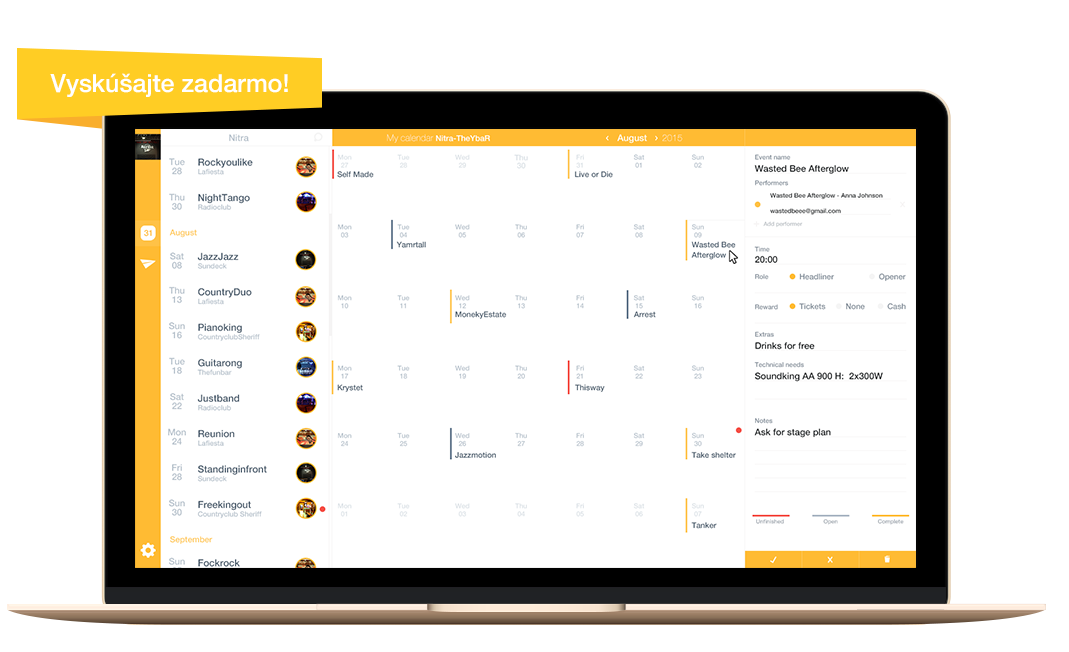 Vyskúšajte zadarmo!
Nitra
Tue
28
Rockyoulike
Lafiesta
Thu
30
NightTango
Radioclub
August
Sat
08
JazzJazz
Sundeck
Thu
13
CountryDuo
Lafiesta
Sun
16
Pianoking
CountryclubSheriff
Tue
18
Guitarong
Thefunbar
Sat
22
Justband
Radioclub
Mon
24
Reunion
Lafiesta
Fri
28
Standinginfront
Sundeck
Sun
30
Freekingout
Countryclub Sheriff
September
Sun
Fockrock
31
My calendar Nitra-TheYbaR
‹ August › 2015
Mon Tue Wed Thu Fri Sat Sun
27 28 29 30 31 01 02
Self Made Live or Die
Mon Tue Wed Thu Fri Sat Sun
03 04 05 06 07 08 09
Yamrtall Wasted Bee
Afterglow
Mon Tue Wed Thu Fri Sat Sun
10 11 12 13 14 15 16
MonekyEstate Arrest
Mon Tue Wed Thu Fri Sat Sun
17 18 19 20 21 22 23
Krystet Thisway
Mon Tue Wed Thu Fri Sat Sun
24 25 26 27 28 29 30
Jazzmotion Take shelter
Mon Tue Wed Thu Fri Sat Sun
01 02 03 04 05 06 07
Tanker
Event name
Wasted Bee Afterglow
Performers
Wasted Bee Afterglow - Anna Johnson
wastedbeee@gmail.com
Add performer
Time
20:00
Role Headliner Opener
Reward Tickets None Cash
Extras
Drinks for free
Technical needs
Soundking AA 900 H: 2x300W
Notes
Ask for stage plan
Unfinished Open Complete